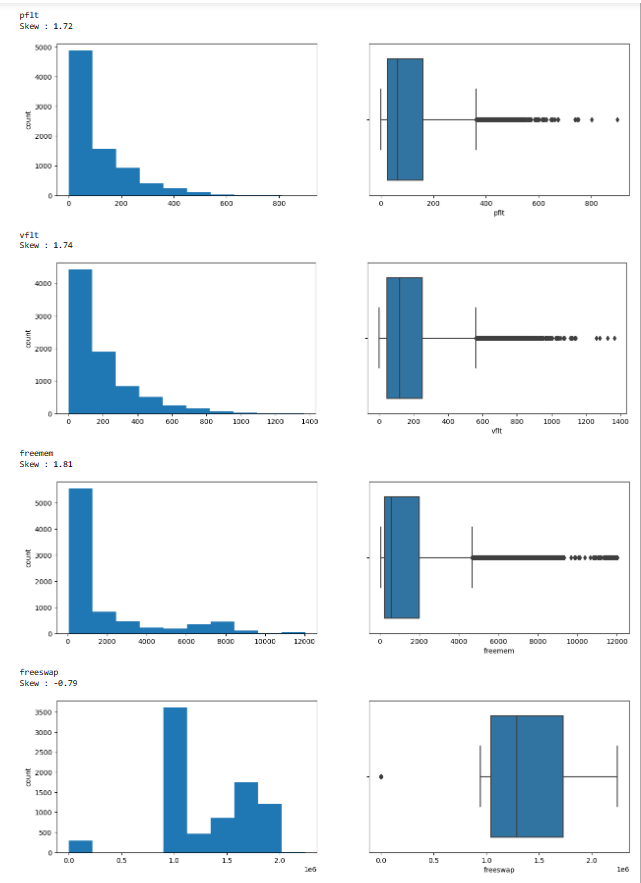 pflt
Skew : 1.72
5000
4000
3000
2000
1000
0
count
0 200 400 600 800
0 200 400 600 800
pflt
vflt
Skew : 1.74
4000
3000
2000
1000
0
count
0 200 400 600 800 1000 1200 1400
0 200 400 600 800 1000 1200 1400
vflt
freemem
Skew : 1.81
5000
4000
3000
2000
1000
0
count
0 2000 4000 6000 8000 10000 12000
0 2000 4000 6000 8000 10000 12000
freemem
freeswap
Skew : -0.79
3500
3000
2500
2000
1500
1000
500
0
count
0.0 0.5 1.0 1.5 2.0
1e6
0.0 0.5 1.0 1.5 2.0
freeswap
1e6